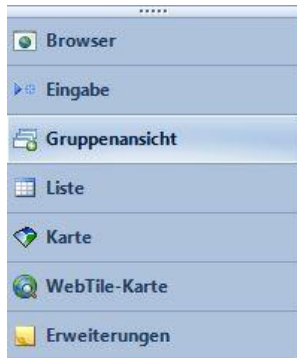 Browser
Eingabe
Gruppenansicht
Liste
Karte
WebTile-Karte
Erweiterungen